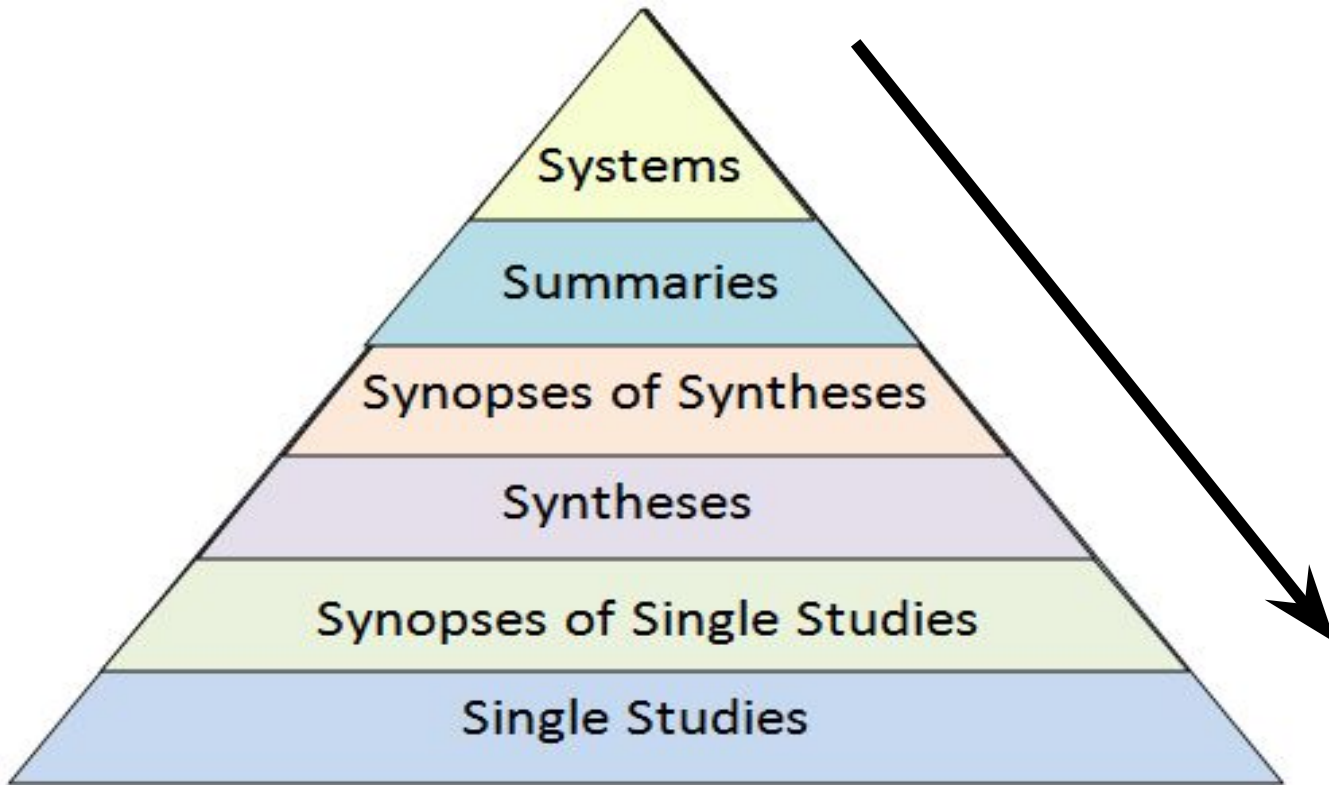 Systems
Summaries
Synopses of Syntheses
Syntheses
Synopses of Single Studies
Single Studies